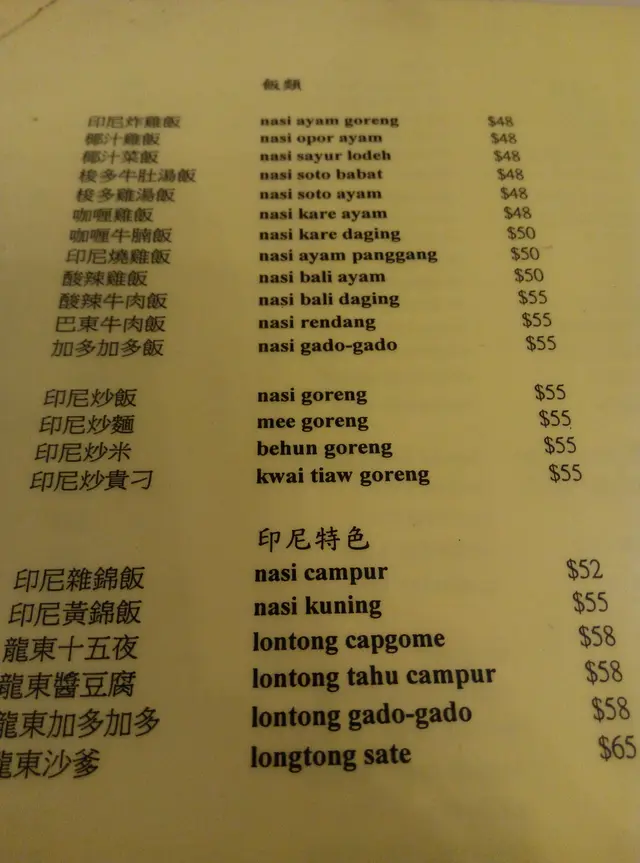 飯類
印尼炸雞飯 nasi ayam goreng $48
椰汁雞飯 nasi opor ayam $48
椰汁菜飯 nasi sayur lodeh $48
梭多牛肚湯飯 nasi soto babat $48
梭多雞湯飯 nasi soto ayam $48
咖喱雞飯 nasi kare ayam $48
咖喱牛腩飯 nasi kare daging $50
印尼燒雞飯 nasi ayam panggang $50
酸辣雞飯 nasi bali ayam $50
酸辣牛肉飯 nasi bali daging $55
巴東牛肉飯 nasi rendang $55
加多加多飯 nasi gado-gado $55
印尼炒飯 nasi goreng $55
印尼炒麵 mee goreng $55
印尼炒米 behun goreng $55
印尼炒貴刁 kwai tiaw goreng $55
印尼特色
印尼雜錦飯 nasi campur $52
印尼黃錦飯 nasi kuning $55
龍東十五夜 lontong capgome $58
龍東醬豆腐 lontong tahu campur $58
龍東加多加多 lontong gado-gado $58
龍東沙爹 longtong sate $65